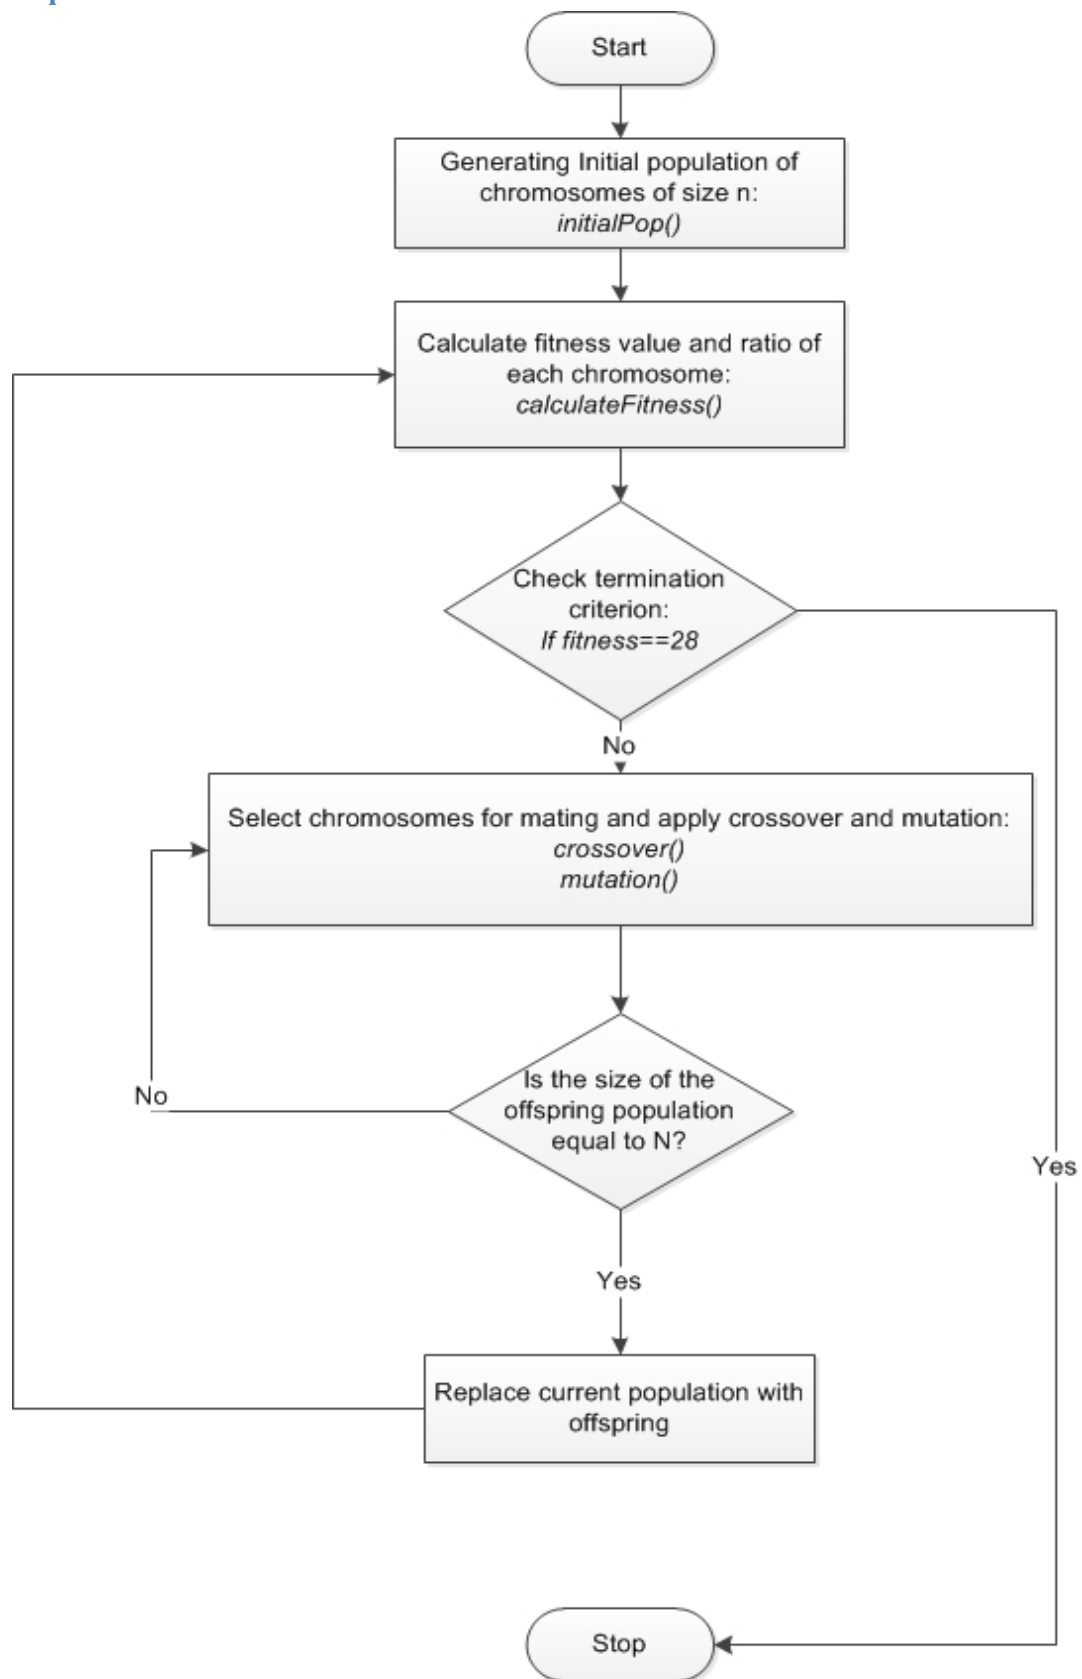 Start
Generating Initial population of
chromosomes of size n:
initialPop()
Calculate fitness value and ratio of
each chromosome:
calculateFitness()
Check termination
criterion:
If fitness==28
No
Select chromosomes for mating and apply crossover and mutation:
crossover()
mutation()
Is the size of the
offspring population
equal to N?
No
Yes
Yes
Replace current population with
offspring
Stop